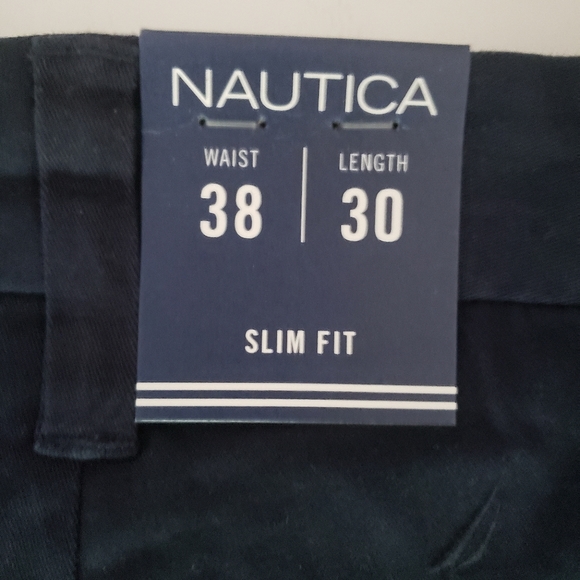 NAUTICA
WAIST LENGTH
38 30
SLIM FIT